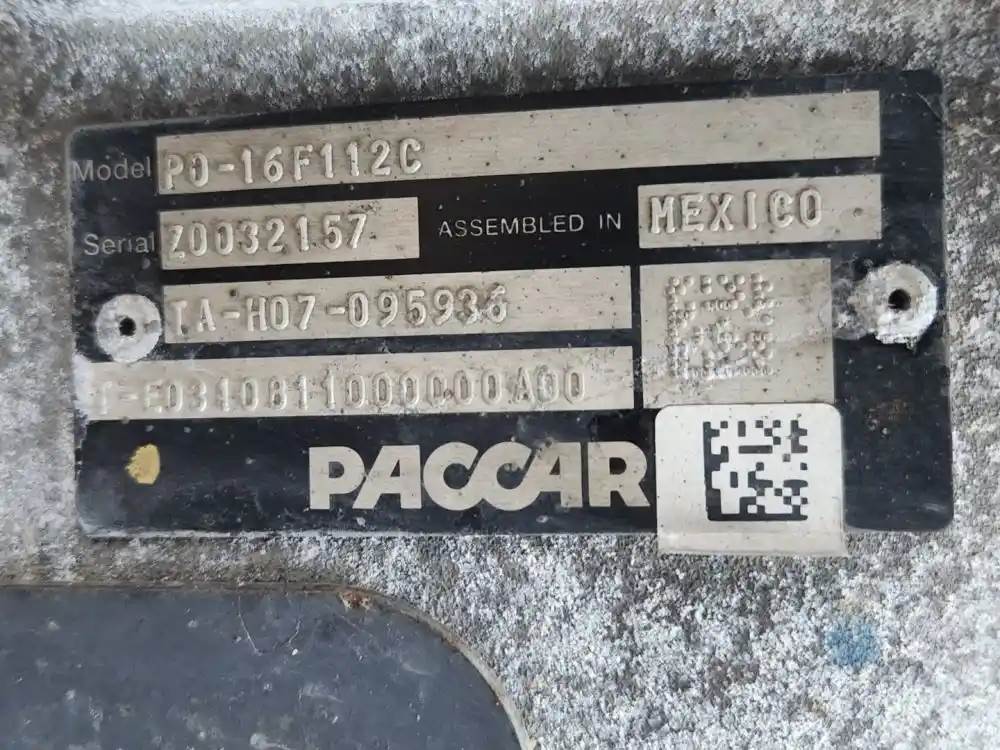 Model PO-16F112C
Serial Z0032157 ASSEMBLED IN MEXICO
TA-H07-095936
PACCAR